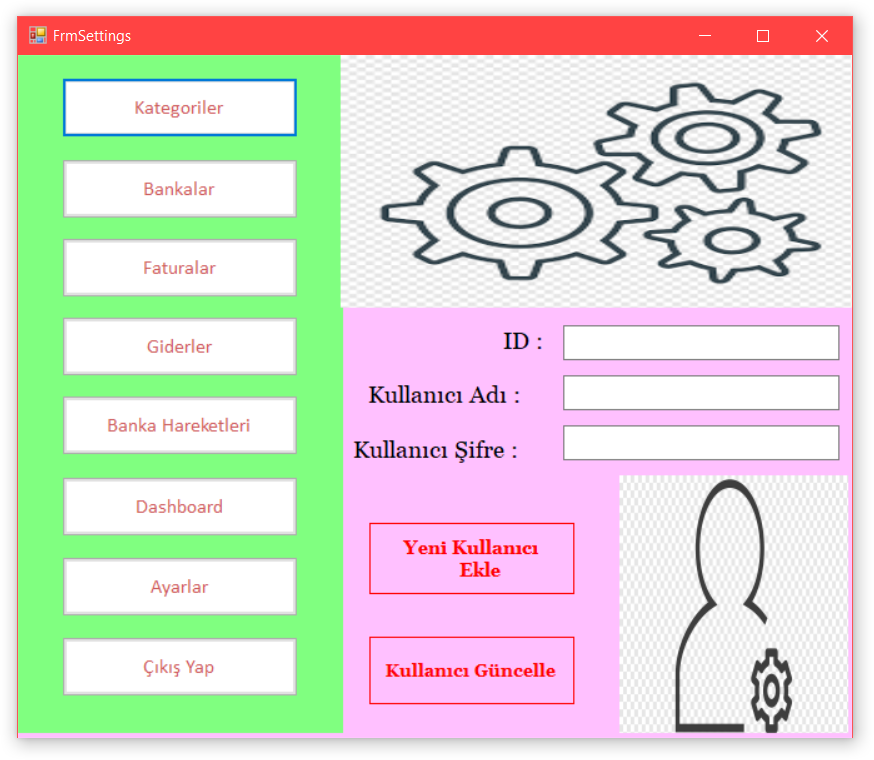 FrmSettings
Kategoriler
Bankalar
Faturalar
Giderler
Banka Hareketleri
Dashboard
Ayarlar
Çıkış Yap
ID :
Kullanıcı Adı :
Kullanıcı Şifre :
Yeni Kullanıcı
Ekle
Kullanıcı Güncelle